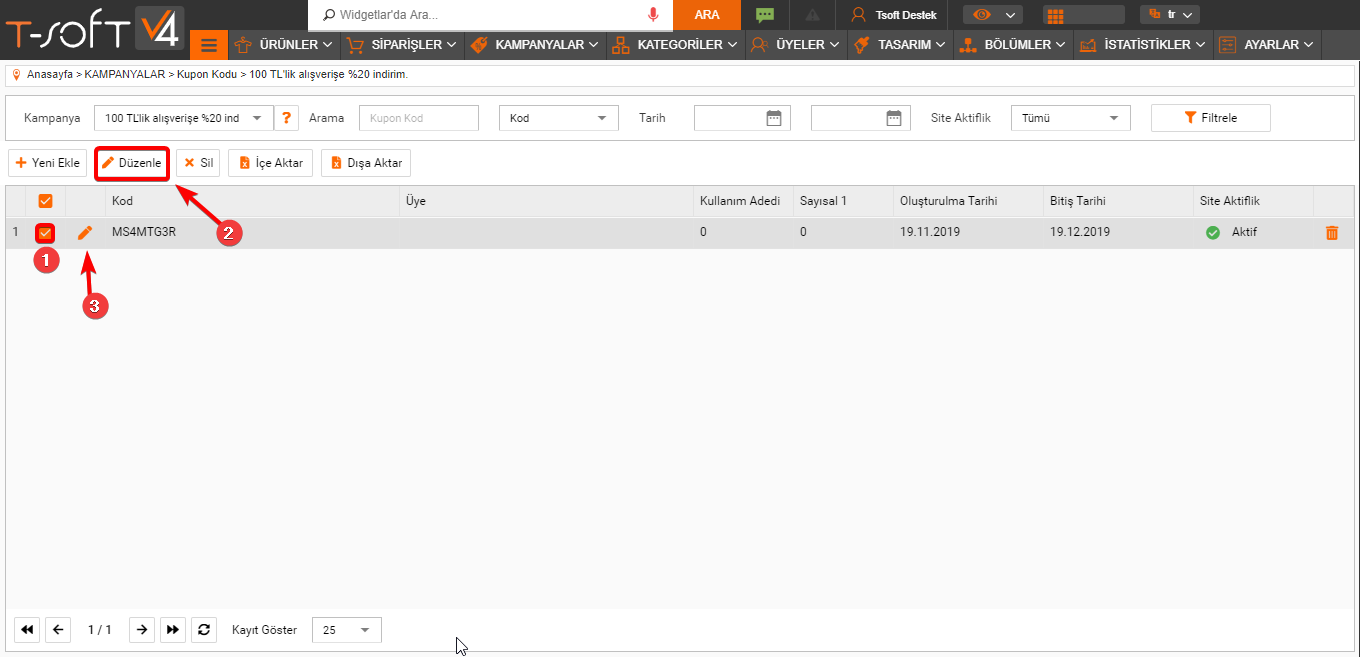 T-SOFT V4
Widgetlar'da Ara...
ARA
Tsoft Destek
tr
ÜRÜNLER
SİPARİŞLER
KAMPANYALAR
KATEGORİLER
ÜYELER
TASARIM
BÖLÜMLER
İSTATİSTİKLER
AYARLAR
Anasayfa > KAMPANYALAR > Kupon Kodu > 100 TL'lik alışverişe %20 indirim.
Kampanya 100 TL'lik alışverişe %20 ind ? Arama Kupon Kod Kod Tarih Site Aktiflik Tümü Filtrele
Yeni Ekle Düzenle Sil İçe Aktar Dışa Aktar
Kod Üye Kullanım Adedi Sayısal 1 Oluşturulma Tarihi Bitiş Tarihi Site Aktiflik
1 MS4MTG3R 2 0 0 19.11.2019 19.12.2019 Aktif
1
3
1 / 1 Kayıt Göster 25